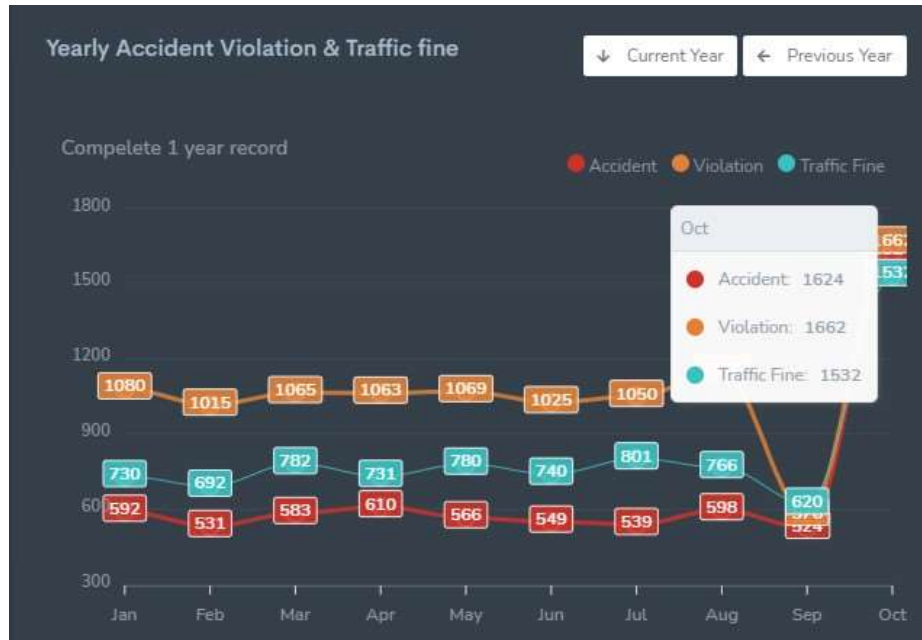 Yearly Accident Violation & Traffic fine
↓ Current Year
← Previous Year
Compelete 1 year record
Accident
Violation
Traffic Fine
1800
1500
1200
900
600
300
Oct
Accident: 1624
Violation: 1662
Traffic Fine: 1532
1080
1015
1065
1063
1069
1025
1050
730
692
782
731
780
740
801
766
620
592
531
583
610
566
549
539
598
524
Jan
Feb
Mar
Apr
May
Jun
Jul
Aug
Sep
Oct